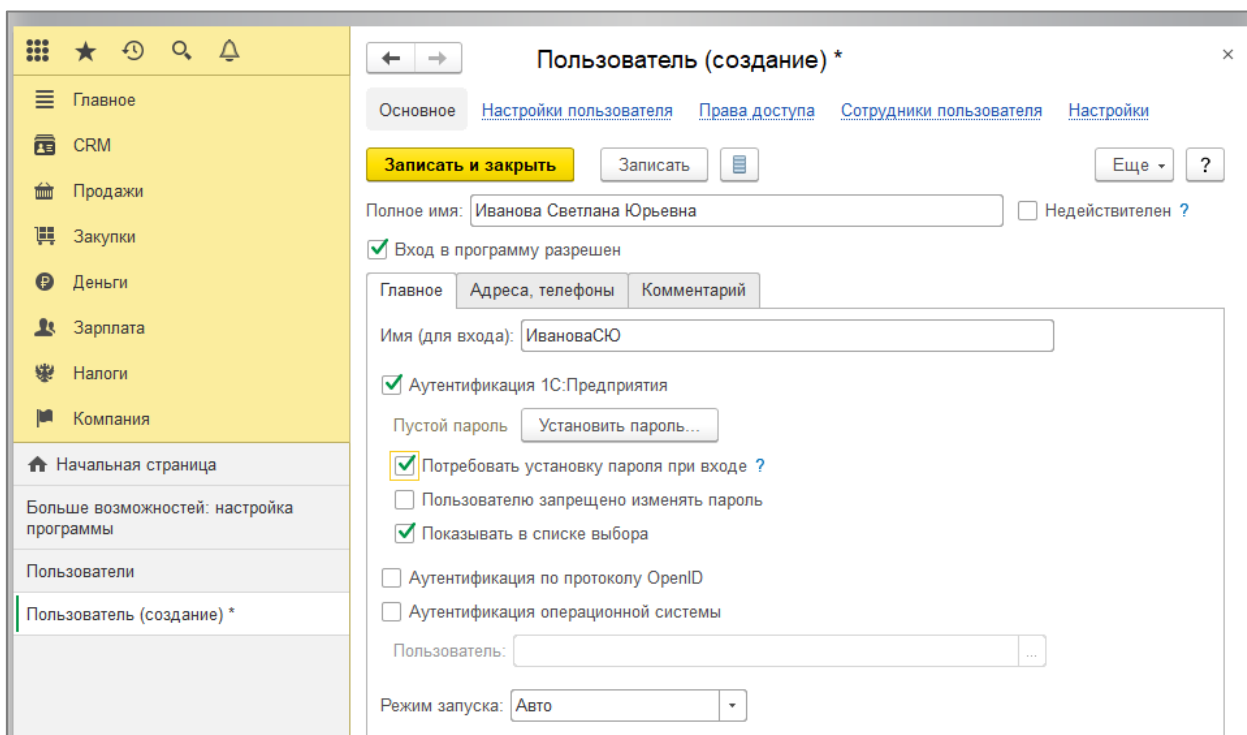 Главное
CRM
Продажи
Закупки
Деньги
Зарплата
Налоги
Компания
Начальная страница
Больше возможностей: настройка
программы
Пользователи
Пользователь (создание) *
Пользователь (создание) *
Основное Настройки пользователя Права доступа Сотрудники пользователя Настройки
Записать и закрыть Записать Еще ?
Полное имя: Иванова Светлана Юрьевна Недействителен ?
Вход в программу разрешен
Главное Адреса, телефоны Комментарий
Имя (для входа): ИвановаСЮ
Аутентификация 1С:Предприятия
Пустой пароль Установить пароль...
Потребовать установку пароля при входе ?
Пользователю запрещено изменять пароль
Показывать в списке выбора
Аутентификация по протоколу OpenID
Аутентификация операционной системы
Пользователь: ...
Режим запуска: Авто